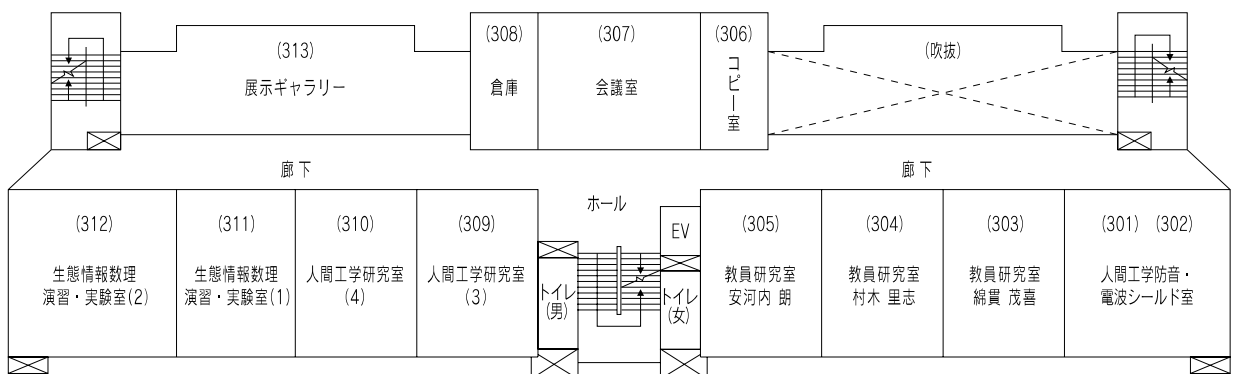 (313)
展示ギャラリー
(308)
倉庫
(307)
会議室
(306)
コピー室
(吹抜)
廊下
ホール
廊下
(312)
生態情報数理
演習・実験室(2)
(311)
生態情報数理
演習・実験室(1)
(310)
人間工学研究室
(4)
(309)
人間工学研究室
(3)
トイレ
(男)
EV
トイレ
(女)
(305)
教員研究室
安河内 朗
(304)
教員研究室
村木 里志
(303)
教員研究室
綿貫 茂喜
(301) (302)
人間工学防音・
電波シールド室